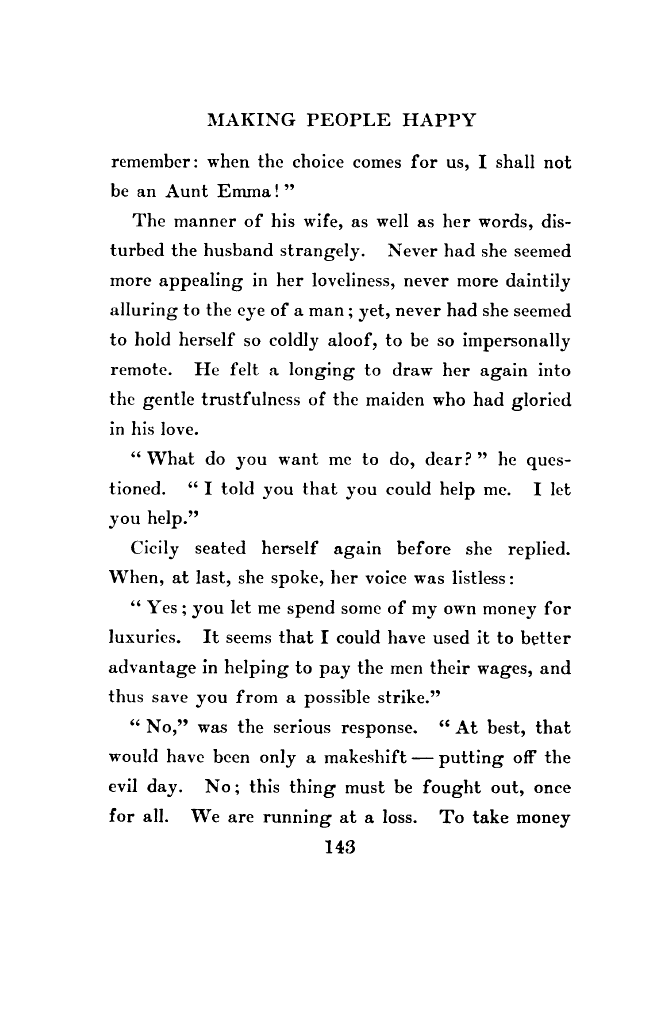 MAKING PEOPLE HAPPY
remember: when the choice comes for us, I shall not
be an Aunt Emma!”
The manner of his wife, as well as her words, dis-
turbed the husband strangely. Never had she seemed
more appealing in her loveliness, never more daintily
alluring to the eye of a man; yet, never had she seemed
to hold herself so coldly aloof, to be so impersonally
remote. He felt a longing to draw her again into
the gentle trustfulness of the maiden who had gloried
in his love.
“What do you want me to do, dear?” he ques-
tioned. “I told you that you could help me. I let
you help.”
Cicily seated herself again before she replied.
When, at last, she spoke, her voice was listless:
“Yes; you let me spend some of my own money for
luxuries. It seems that I could have used it to better
advantage in helping to pay the men their wages, and
thus save you from a possible strike.”
“No,” was the serious response. “At best, that
would have been only a makeshift — putting off the
evil day. No; this thing must be fought out, once
for all. We are running at a loss. To take money
143